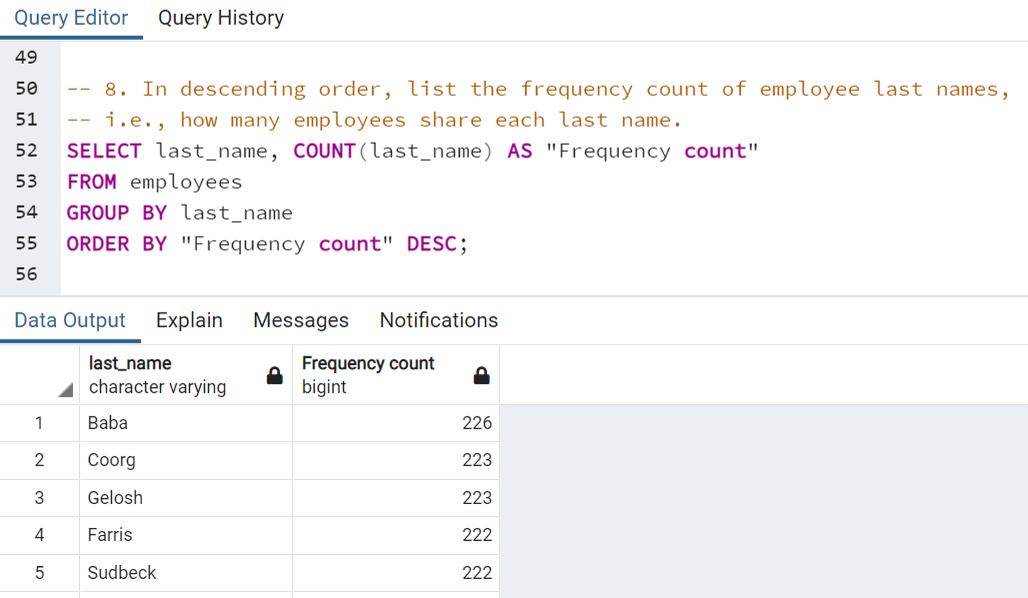 Query Editor Query History
49
50 -- 8. In descending order, list the frequency count of employee last names,
51 -- i.e., how many employees share each last name.
52 SELECT last_name, COUNT(last_name) AS "Frequency count"
53 FROM employees
54 GROUP BY last_name
55 ORDER BY "Frequency count" DESC;
56
Data Output Explain Messages Notifications
last_name Frequency count
character varying bigint
1 Baba 226
2 Coorg 223
3 Gelosh 223
4 Farris 222
5 Sudbeck 222